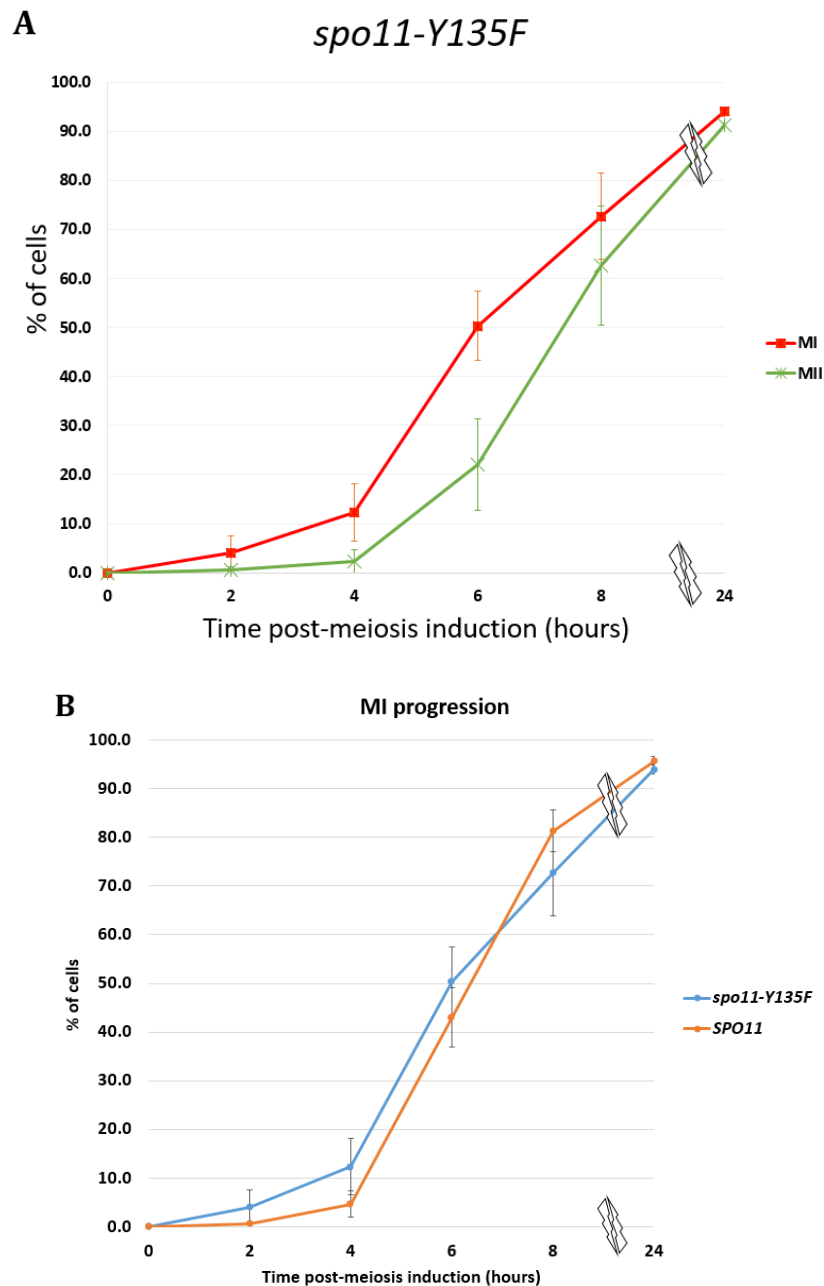 A
spo11-Y135F
100.0
90.0
80.0
70.0
60.0
50.0
40.0
30.0
20.0
10.0
0.0
% of cells
0 2 4 6 8 24
Time post-meiosis induction (hours)
MI
MII
B
MI progression
100.0
90.0
80.0
70.0
60.0
50.0
40.0
30.0
20.0
10.0
0.0
% of cells
0 2 4 6 8 24
Time post-meiosis induction (hours)
spo11-Y135F
SPO11